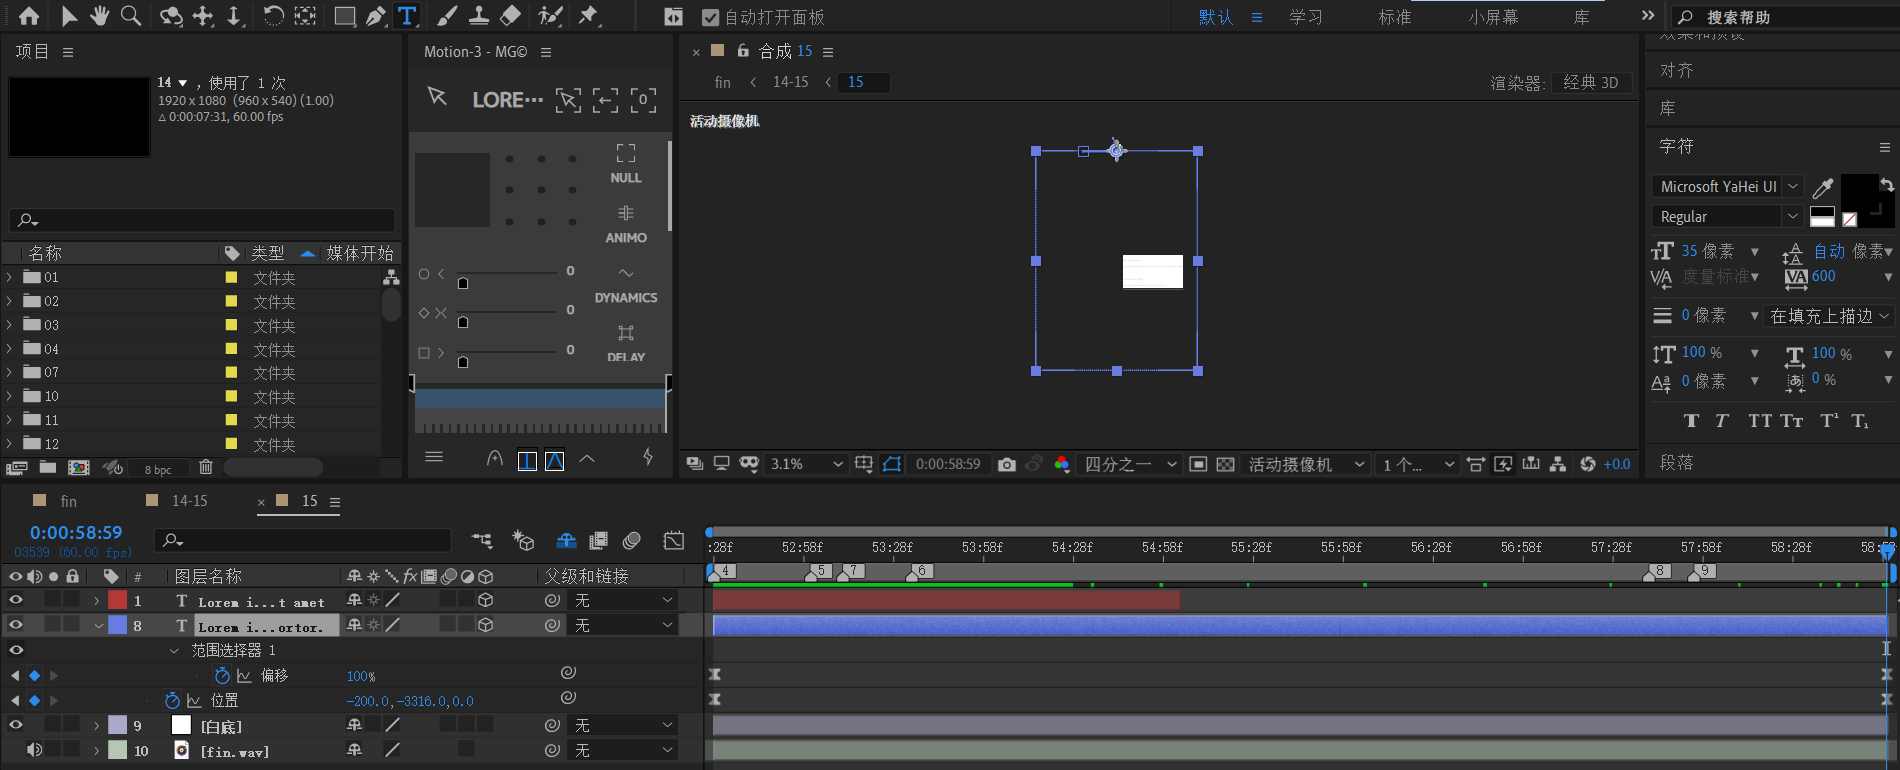 自动打开面板
默认
学习
标准
小屏幕
库
搜索帮助
项目
14 ▼ ，使用了 1 次
1920 x 1080 (960 x 540) (1.00)
△ 0:00:07:31, 60.00 fps
名称
类型
媒体开始
01 文件夹
02 文件夹
03 文件夹
04 文件夹
07 文件夹
10 文件夹
11 文件夹
12 文件夹
8 bpc
Motion-3 - MG©
LORE···
0
NULL
ANIMO
DYNAMICS
DELAY
0
0
0
合成 15
fin < 14-15 < 15
渲染器: 经典 3D
活动摄像机
3.1%
0:00:58:59
四分之一
活动摄像机
1 个...
+0.0
效果和预设
对齐
库
字符
Microsoft YaHei UI
Regular
35 像素
自动 像素
度量标准
600
0 像素
在填充上描边
100 %
100 %
0 像素
0 %
T T TT Tт T¹ T₁
段落
fin
14-15
15
0:00:58:59
03539 (60.00 fps)
:28f 52:58f 53:28f 53:58f 54:28f 54:58f 55:28f 55:58f 56:28f 56:58f 57:28f 57:58f 58:28f
4 5 7 6 8 9
# 图层名称
fx
父级和链接
1 T Lorem i...t amet 无
8 T Lorem i...ortor. 无
范围选择器 1
偏移 100%
位置 -200.0,-3316.0,0.0
9 [白底] 无
10 [fin.wav] 无